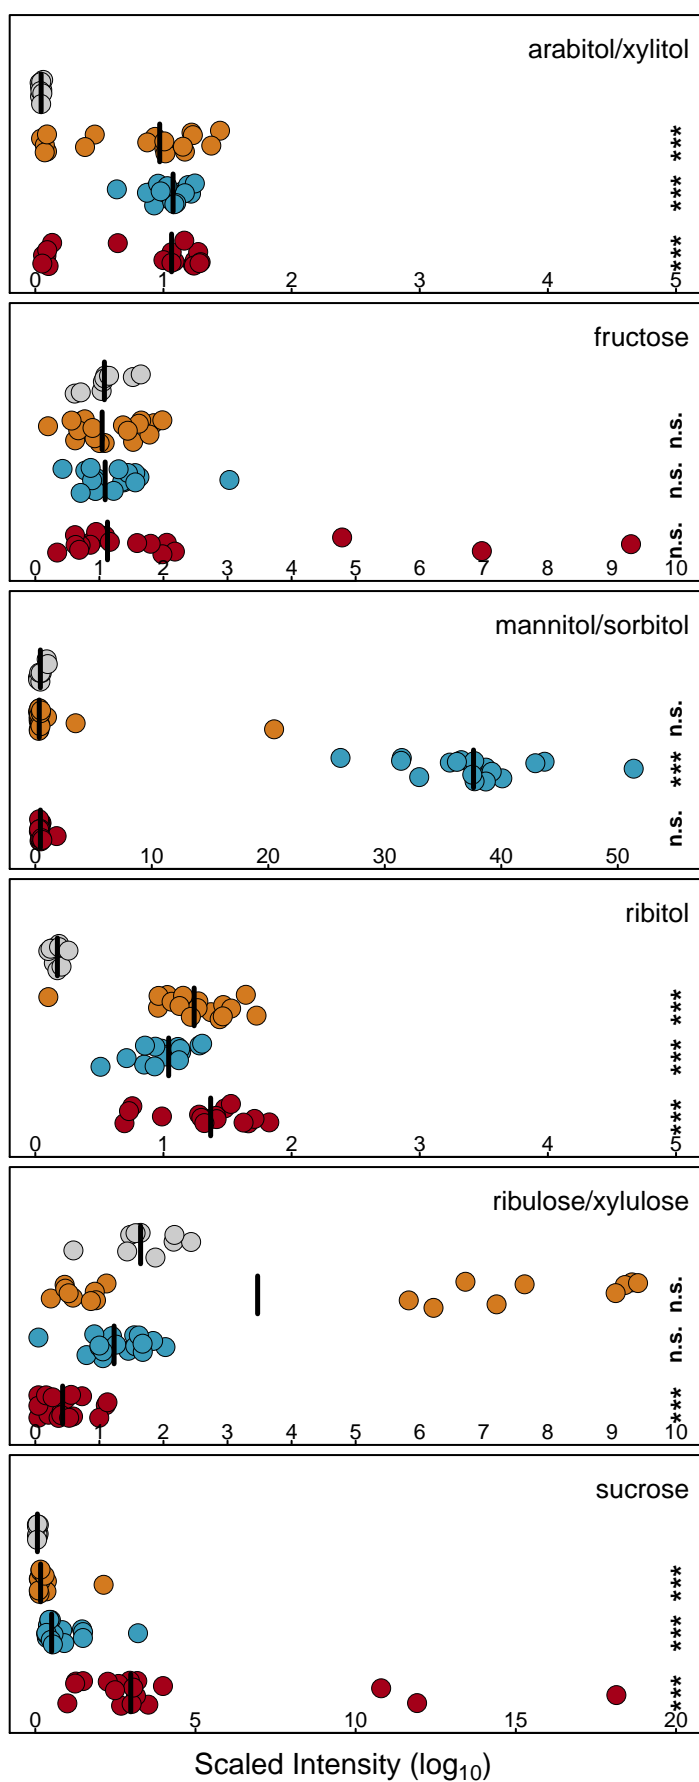 arabitol/xylitol
***
***
***
0 1 2 3 4 5
fructose
n.s.
n.s.
n.s.
0 1 2 3 4 5 6 7 8 9 10
mannitol/sorbitol
n.s.
***
n.s.
0 10 20 30 40 50
ribitol
***
***
***
0 1 2 3 4 5
ribulose/xylulose
n.s.
n.s.
***
0 1 2 3 4 5 6 7 8 9 10
sucrose
***
***
***
0 5 10 15 20
Scaled Intensity (log₁₀)